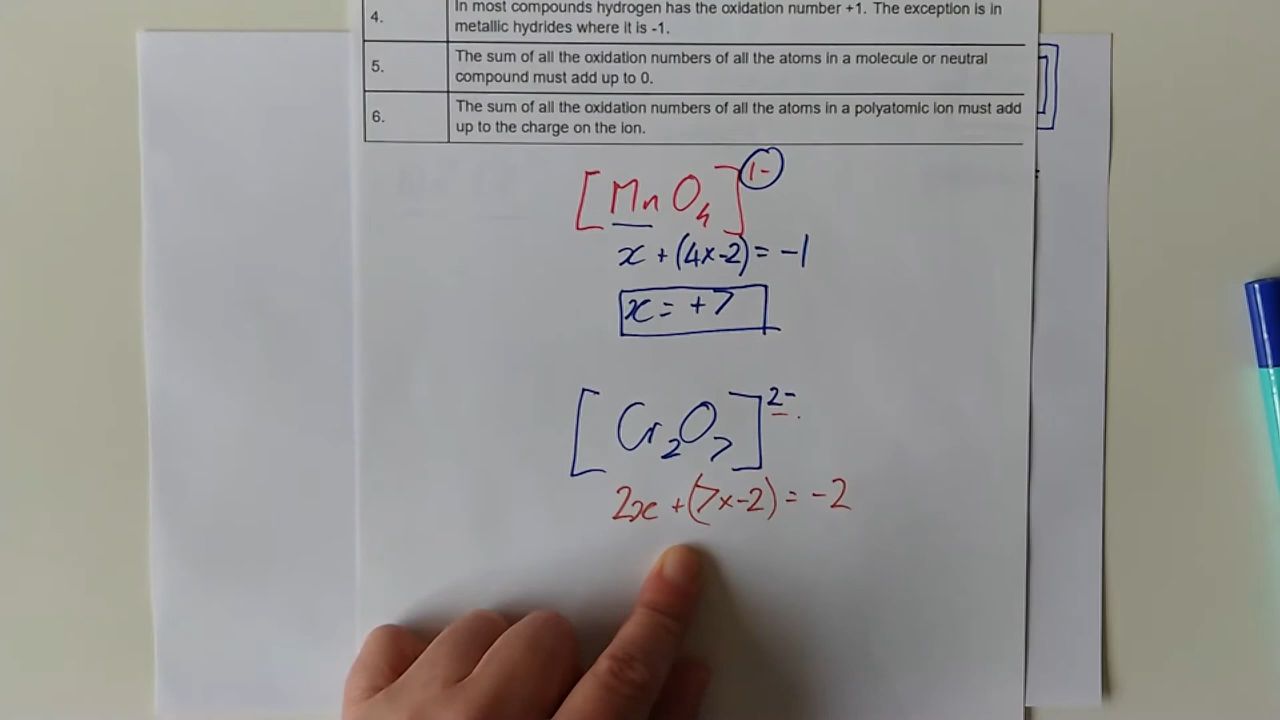 4. In most compounds hydrogen has the oxidation number +1. The exception is in
metallic hydrides where it is -1.
5. The sum of all the oxidation numbers of all the atoms in a molecule or neutral
compound must add up to 0.
6. The sum of all the oxidation numbers of all the atoms in a polyatomic ion must add
up to the charge on the ion.
[MnO₄]¹⁻
x + (4x-2) = -1
x = +7
[Cr₂O₇]²⁻
2x + (7x-2) = -2